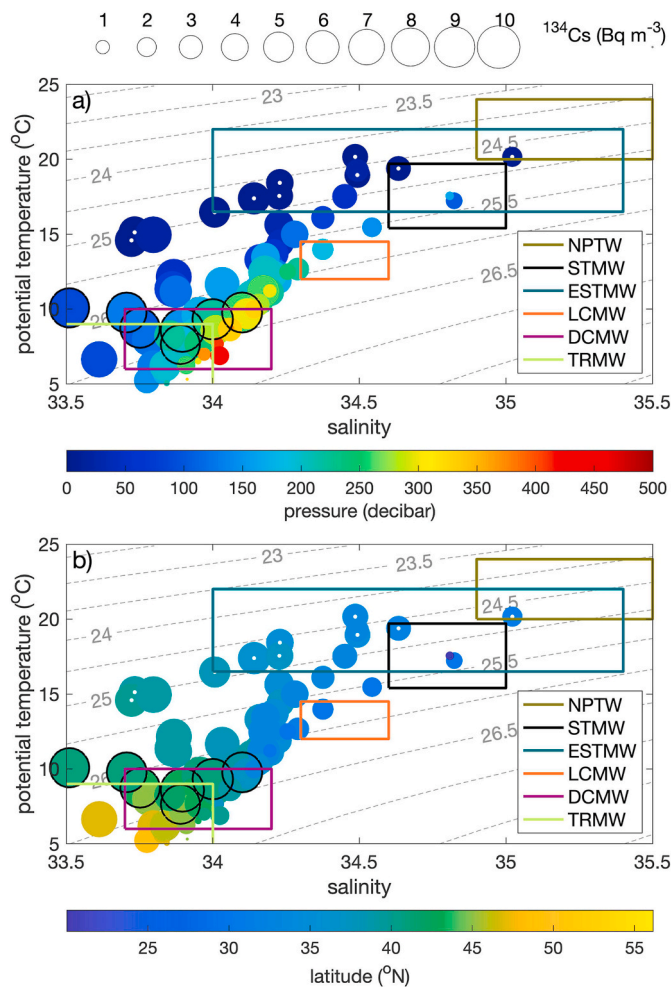 1 2 3 4 5 6 7 8 9 10
¹³⁴Cs (Bq m⁻³)
a)
potential temperature (°C)
25
20
15
10
5
23
23.5
24
24.5
25
25.5
26
26.5
NPTW
STMW
ESTMW
LCMW
DCMW
TRMW
33.5 34 34.5 35 35.5
salinity
0 50 100 150 200 250 300 350 400 450 500
pressure (decibar)
b)
potential temperature (°C)
25
20
15
10
5
23
23.5
24
24.5
25
25.5
26
26.5
NPTW
STMW
ESTMW
LCMW
DCMW
TRMW
33.5 34 34.5 35 35.5
salinity
25 30 35 40 45 50 55
latitude (°N)